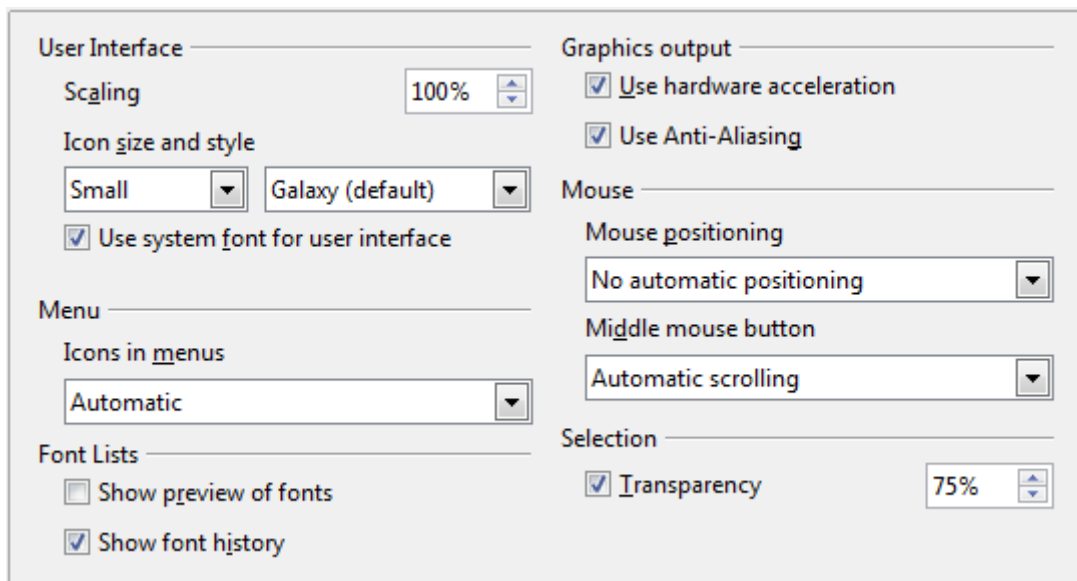 User Interface
Scaling 100%
Icon size and style
Small Galaxy (default)
Use system font for user interface
Menu
Icons in menus
Automatic
Font Lists
Show preview of fonts
Show font history
Graphics output
Use hardware acceleration
Use Anti-Aliasing
Mouse
Mouse positioning
No automatic positioning
Middle mouse button
Automatic scrolling
Selection
Transparency 75%